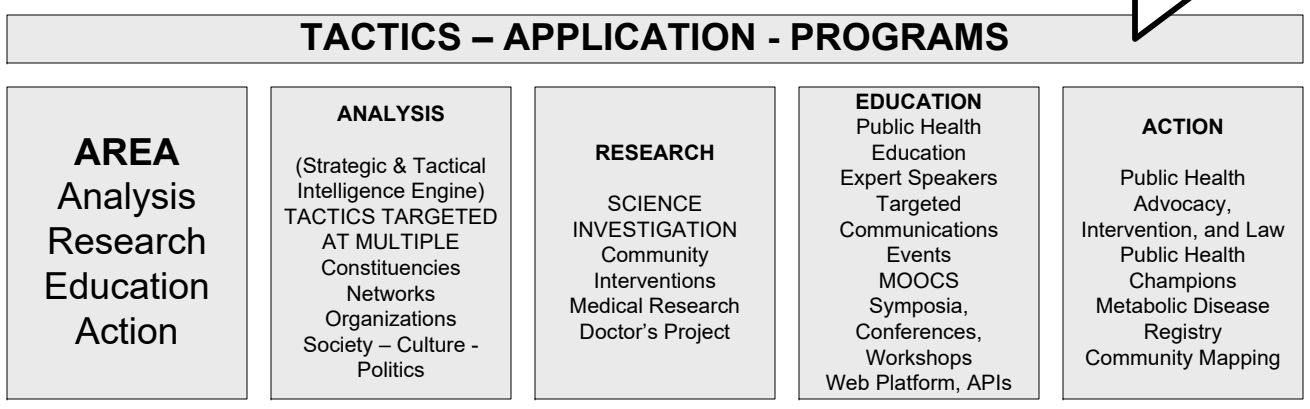 TACTICS – APPLICATION - PROGRAMS
AREA
Analysis
Research
Education
Action
ANALYSIS
(Strategic & Tactical
Intelligence Engine)
TACTICS TARGETED
AT MULTIPLE
Constituencies
Networks
Organizations
Society – Culture -
Politics
RESEARCH
SCIENCE
INVESTIGATION
Community
Interventions
Medical Research
Doctor’s Project
EDUCATION
Public Health
Education
Expert Speakers
Targeted
Communications
Events
MOOCS
Symposia,
Conferences,
Workshops
Web Platform, APIs
ACTION
Public Health
Advocacy,
Intervention, and Law
Public Health
Champions
Metabolic Disease
Registry
Community Mapping